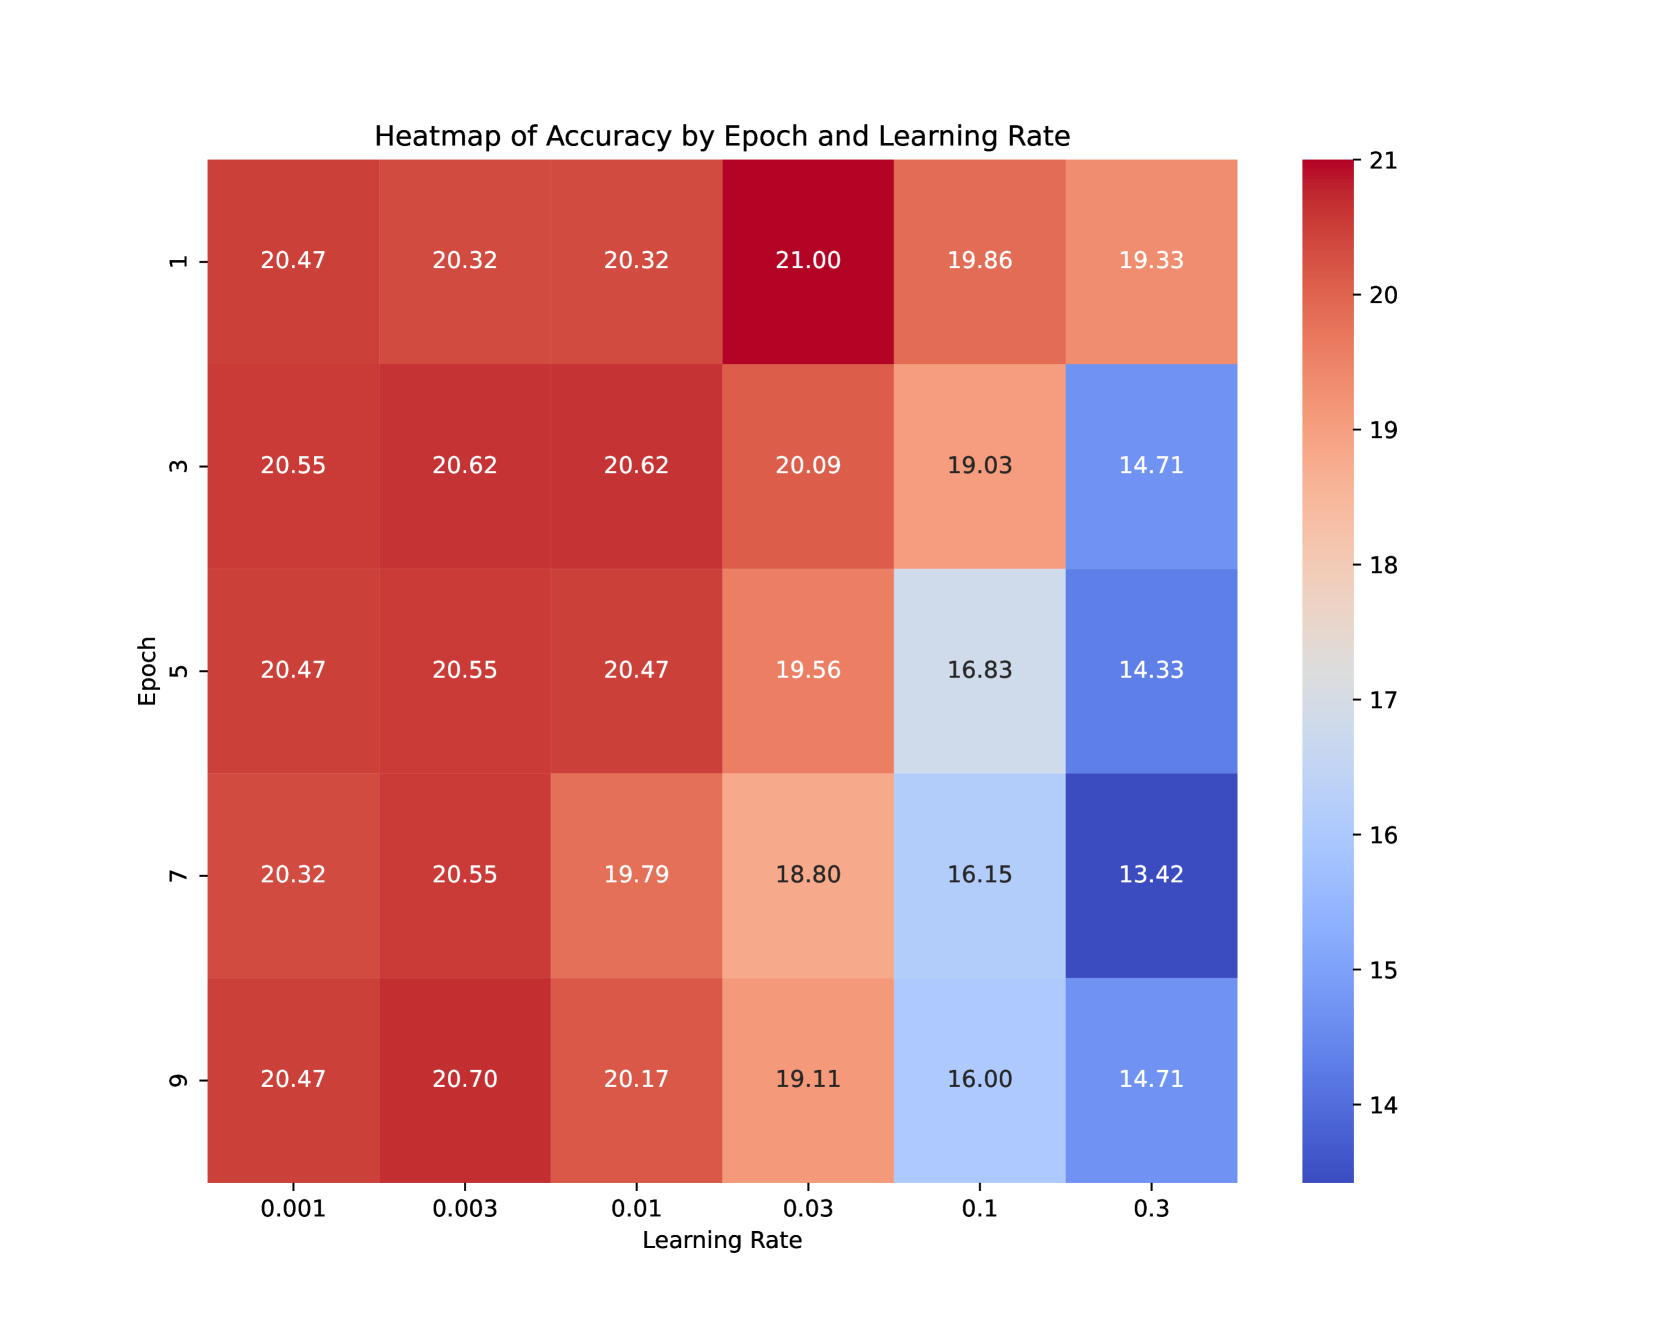 Heatmap of Accuracy by Epoch and Learning Rate
20.47 20.32 20.32 21.00 19.86 19.33
20.55 20.62 20.62 20.09 19.03 14.71
20.47 20.55 20.47 19.56 16.83 14.33
20.32 20.55 19.79 18.80 16.15 13.42
20.47 20.70 20.17 19.11 16.00 14.71
1
3
5
7
9
Epoch
0.001 0.003 0.01 0.03 0.1 0.3
Learning Rate
21
20
19
18
17
16
15
14